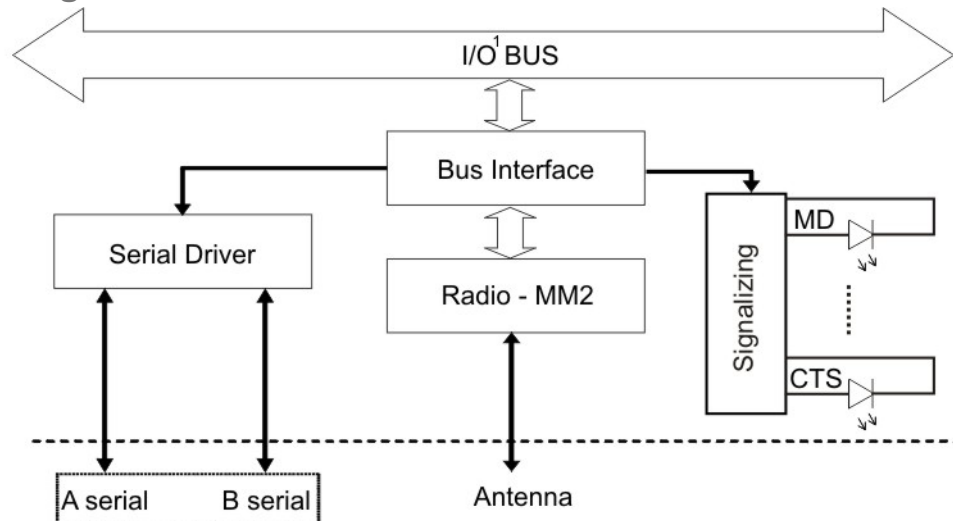 I/O¹ BUS
Bus Interface
Serial Driver
Radio - MM2
Signalizing
MD
CTS
A serial
B serial
Antenna